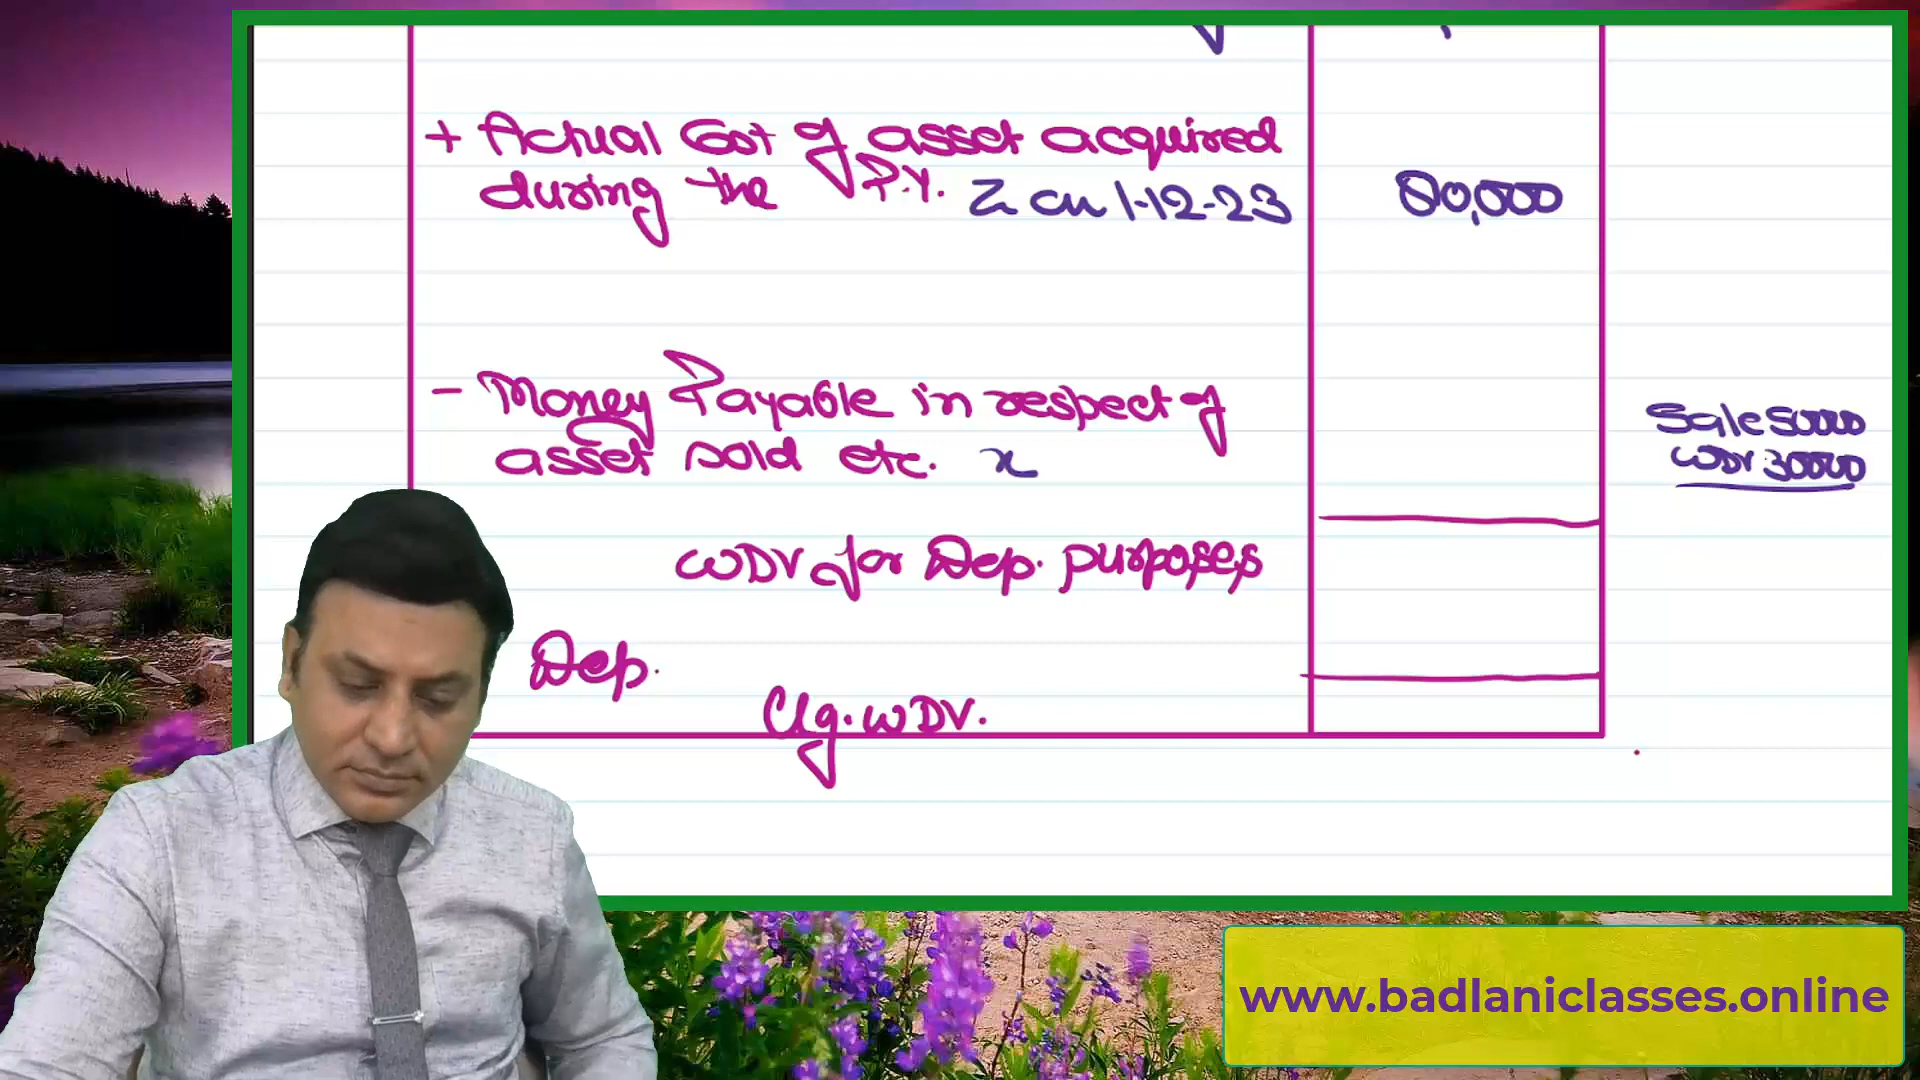 + Actual Cost of asset acquired
during the P.Y. Z on 1-12-23 80,000
- Money Payable in respect of
asset sold etc. x
Sale 50000
WDV 30000
WDV for Dep. purposes
Dep.
Clg. WDV.
www.badlaniclasses.online